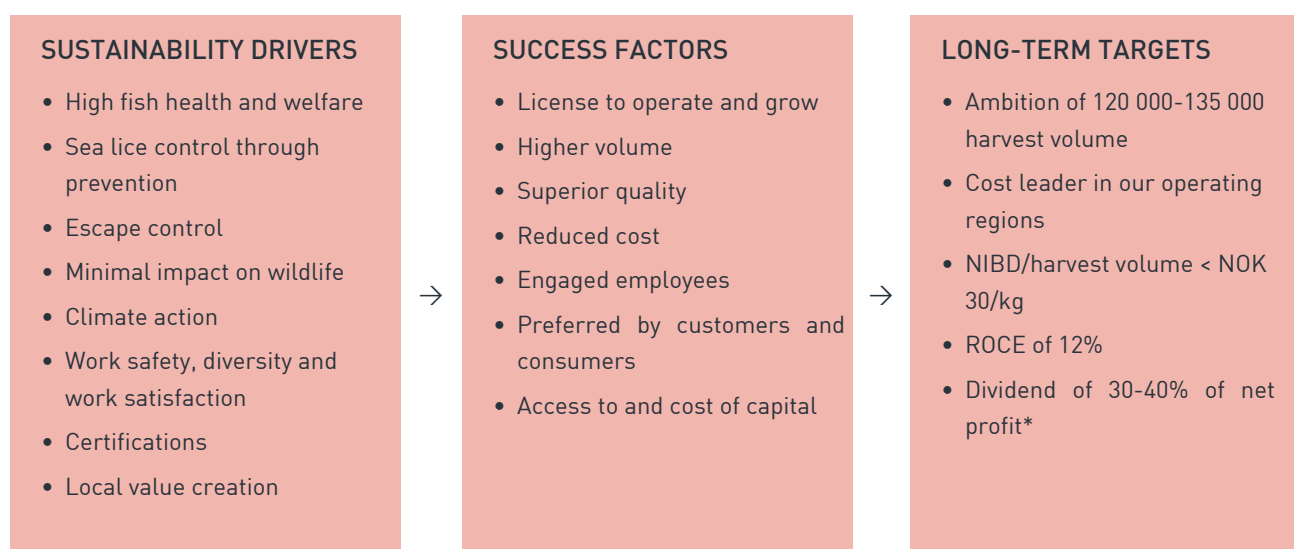 SUSTAINABILITY DRIVERS
• High fish health and welfare
• Sea lice control through
prevention
• Escape control
• Minimal impact on wildlife
• Climate action
• Work safety, diversity and
work satisfaction
• Certifications
• Local value creation
→
SUCCESS FACTORS
• License to operate and grow
• Higher volume
• Superior quality
• Reduced cost
• Engaged employees
• Preferred by customers and
consumers
• Access to and cost of capital
→
LONG-TERM TARGETS
• Ambition of 120 000-135 000
harvest volume
• Cost leader in our operating
regions
• NIBD/harvest volume < NOK
30/kg
• ROCE of 12%
• Dividend of 30-40% of net
profit*